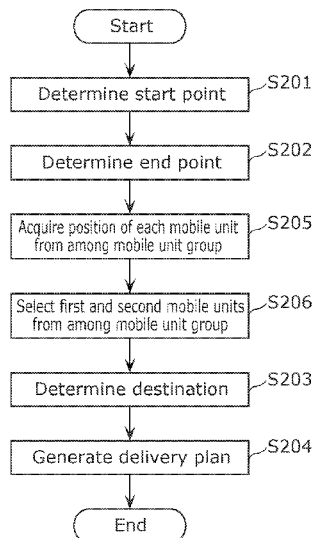 Start
Determine start point
S201
Determine end point
S202
Acquire position of each mobile unit
from among mobile unit group
S205
Select first and second mobile units
from among mobile unit group
S206
Determine destination
S203
Generate delivery plan
S204
End